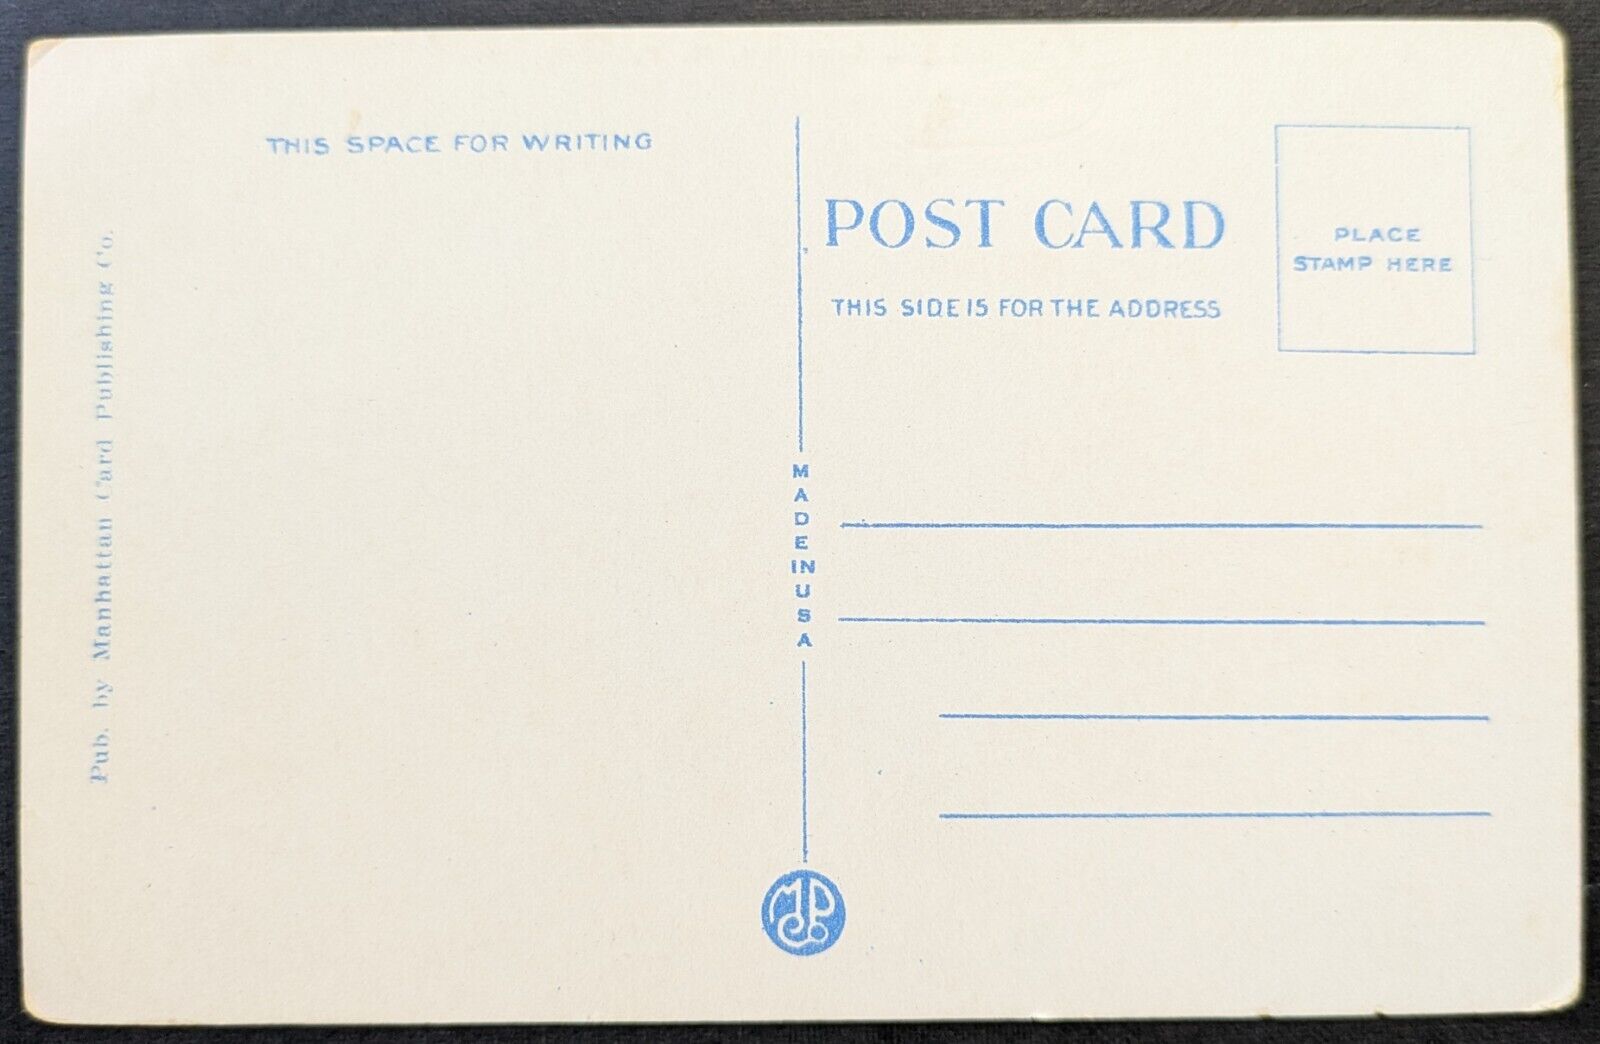 THIS SPACE FOR WRITING
Pub. by Manhattan Card Publishing Co.
POST CARD
THIS SIDE IS FOR THE ADDRESS
PLACE
STAMP HERE
MADE IN USA